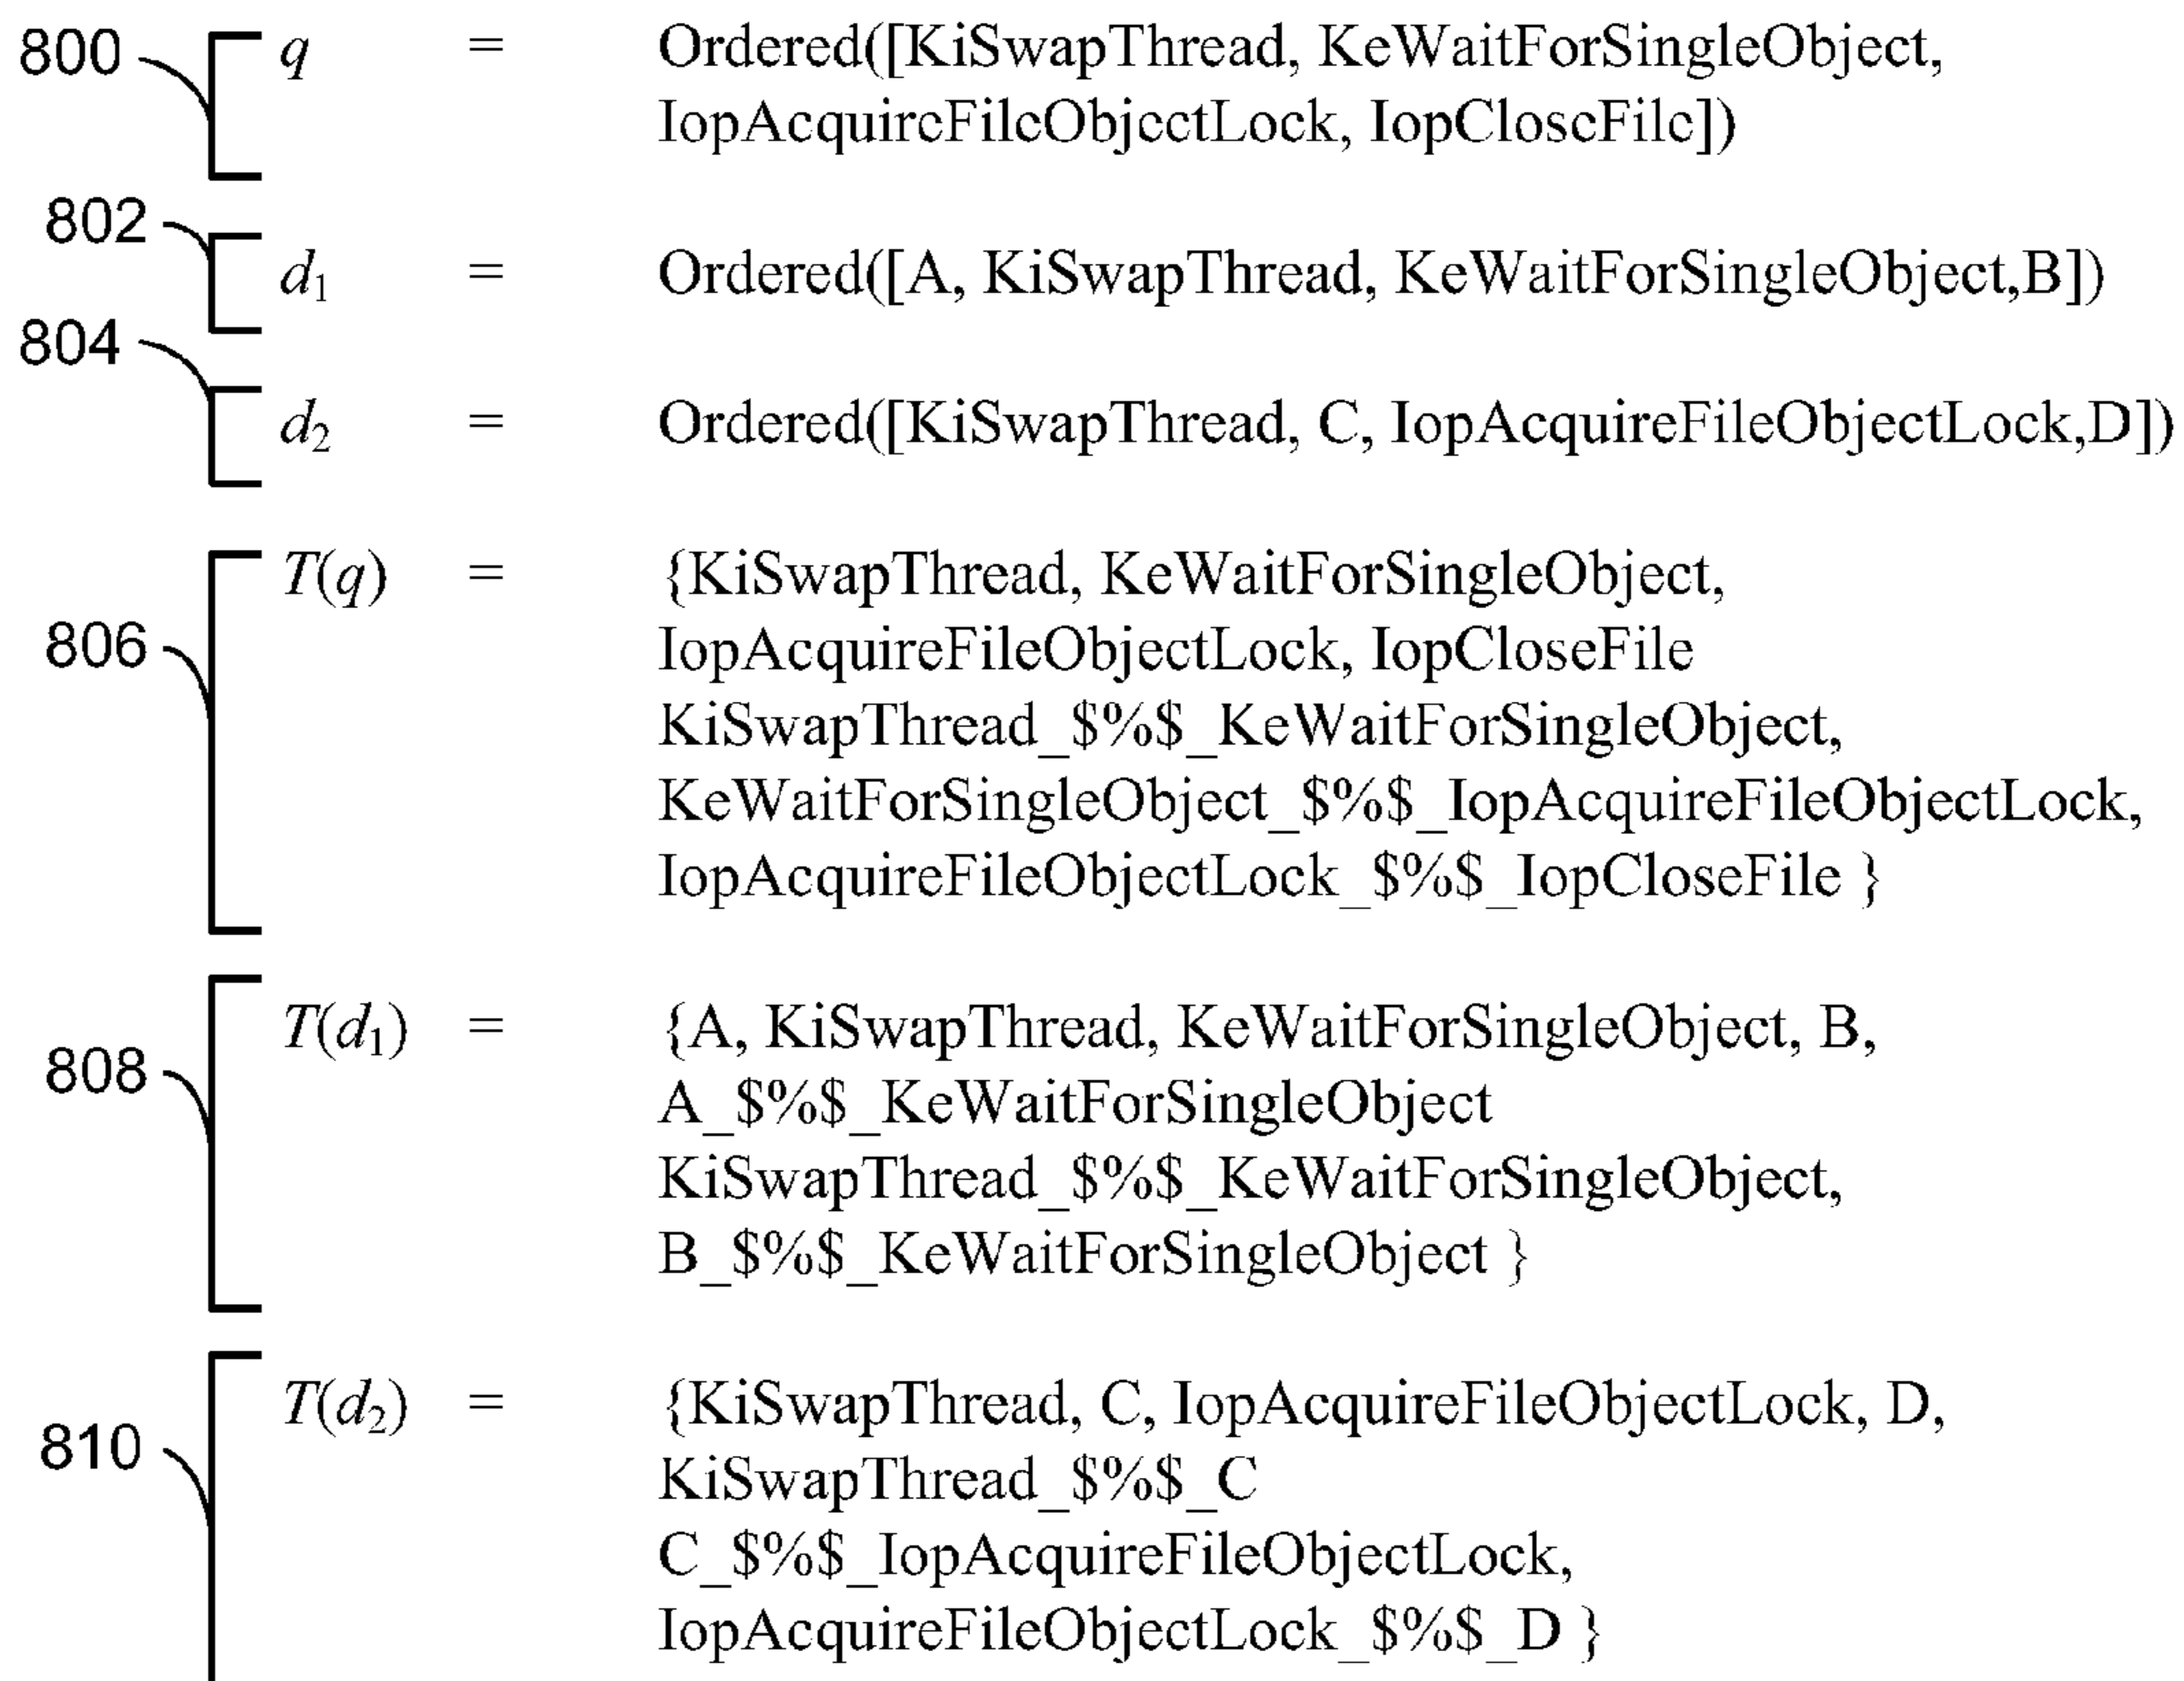 800 q = Ordered([KiSwapThread, KeWaitForSingleObject,
IopAcquireFileObjectLock, IopCloseFile])
802 d1 = Ordered([A, KiSwapThread, KeWaitForSingleObject,B])
804 d2 = Ordered([KiSwapThread, C, IopAcquireFileObjectLock,D])
T(q) = {KiSwapThread, KeWaitForSingleObject,
806 IopAcquireFileObjectLock, IopCloseFile
KiSwapThread_$%$_KeWaitForSingleObject,
KeWaitForSingleObject_$%$_IopAcquireFileObjectLock,
IopAcquireFileObjectLock_$%$_IopCloseFile }
T(d1) = {A, KiSwapThread, KeWaitForSingleObject, B,
808 A_$%$_KeWaitForSingleObject
KiSwapThread_$%$_KeWaitForSingleObject,
B_$%$_KeWaitForSingleObject }
T(d2) = {KiSwapThread, C, IopAcquireFileObjectLock, D,
810 KiSwapThread_$%$_C
C_$%$_IopAcquireFileObjectLock,
IopAcquireFileObjectLock_$%$_D }